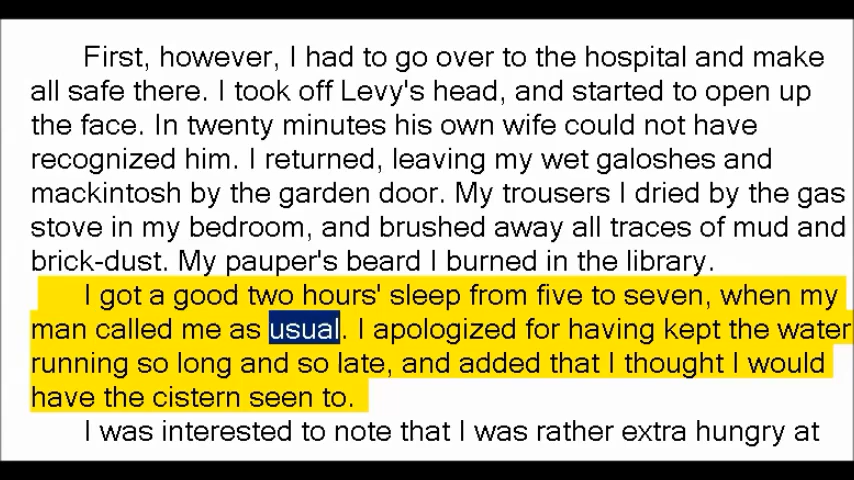 First, however, I had to go over to the hospital and make
all safe there. I took off Levy's head, and started to open up
the face. In twenty minutes his own wife could not have
recognized him. I returned, leaving my wet galoshes and
mackintosh by the garden door. My trousers I dried by the gas
stove in my bedroom, and brushed away all traces of mud and
brick-dust. My pauper's beard I burned in the library.
I got a good two hours' sleep from five to seven, when my
man called me as usual. I apologized for having kept the water
running so long and so late, and added that I thought I would
have the cistern seen to.
I was interested to note that I was rather extra hungry at